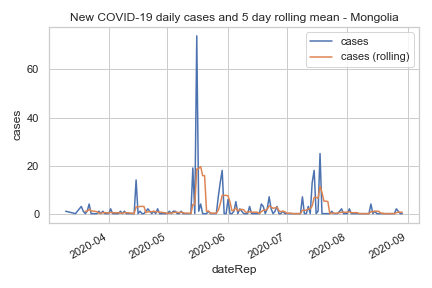 New COVID-19 daily cases and 5 day rolling mean - Mongolia
cases
cases (rolling)
60
40
20
0
cases
2020-04
2020-05
2020-06
2020-07
2020-08
2020-09
dateRep